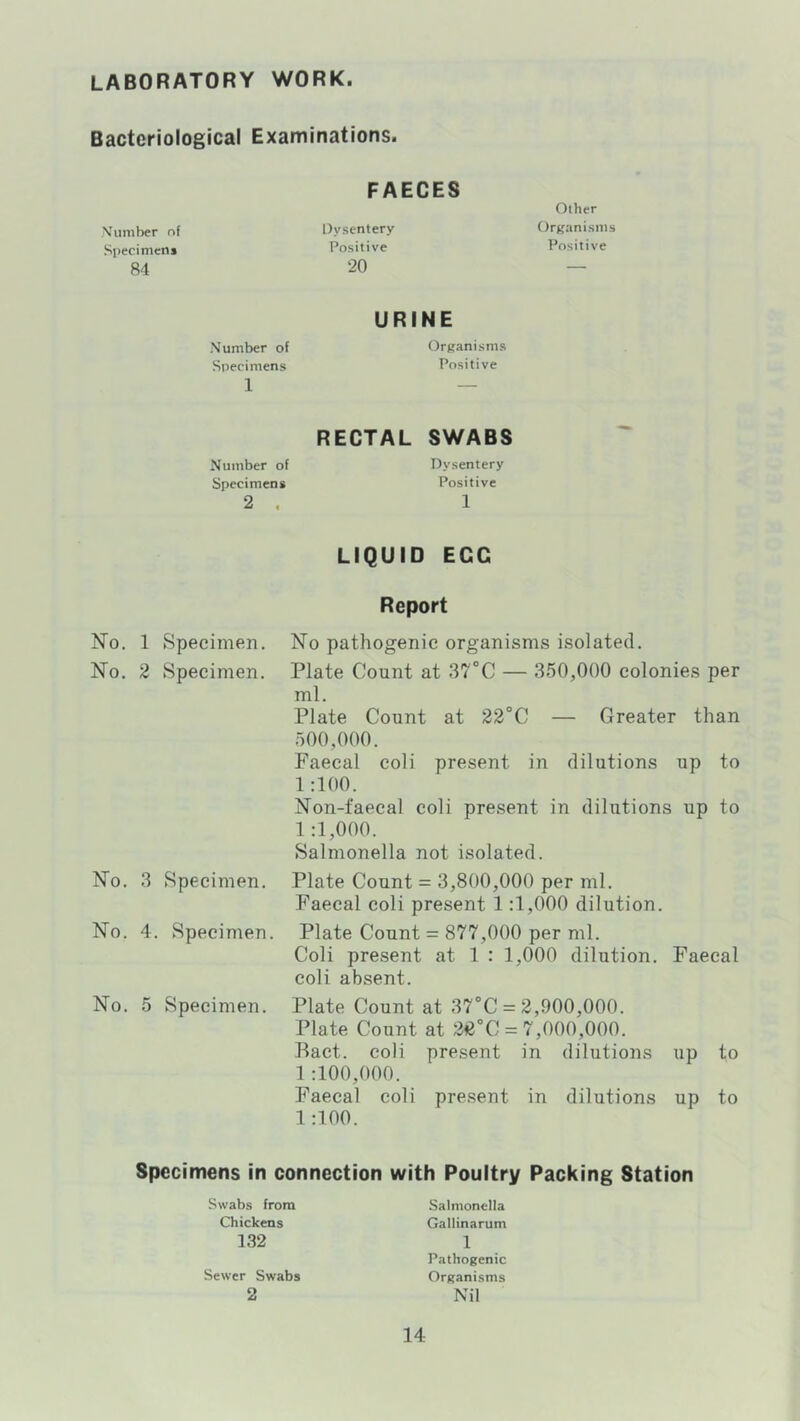 LABORATORY WORK.
Bacteriological Examinations.
FAECES
Number of Specimens Dysentery Positive Other Organisms Positive
84 20 —
URINE
Number of Specimens Organisms Positive
1 —
RECTAL SWABS
Number of Specimens Dysentery Positive
2 . 1
LIQUID EGG
Report
No. 1 Specimen. No pathogenic organisms isolated.
No. 2 Specimen. Plate Count at 37°C — 350,000 colonies per
ml.
Plate Count at 22°C — Greater than
500,000.
Faecal coli present in dilutions up to
1:100.
Non-faecal coli present in dilutions up to
1:1,000.
Salmonella not isolated.
No. 3 Specimen. Plate Count = 3,800,000 per ml.
Faecal coli present 1:1,000 dilution.
No. 4. Specimen. Plate Count = 877,000 per ml.
Coli present at 1 : 1,000 dilution. Faecal
coli absent.
No. 5 Specimen. Plate Count at 37°C = 2,900,000.
Plate Count at 22°C = 7,000,000.
Bact. coli present in dilutions up to
1:100,000.
Faecal coli present in dilutions up to
1:100.
Specimens in connection with Poultry Packing Station
Swabs from Chickens Salmonella Gallinarum
132 1
Sewer Swabs Pathogenic Organisms
2 Nil
14